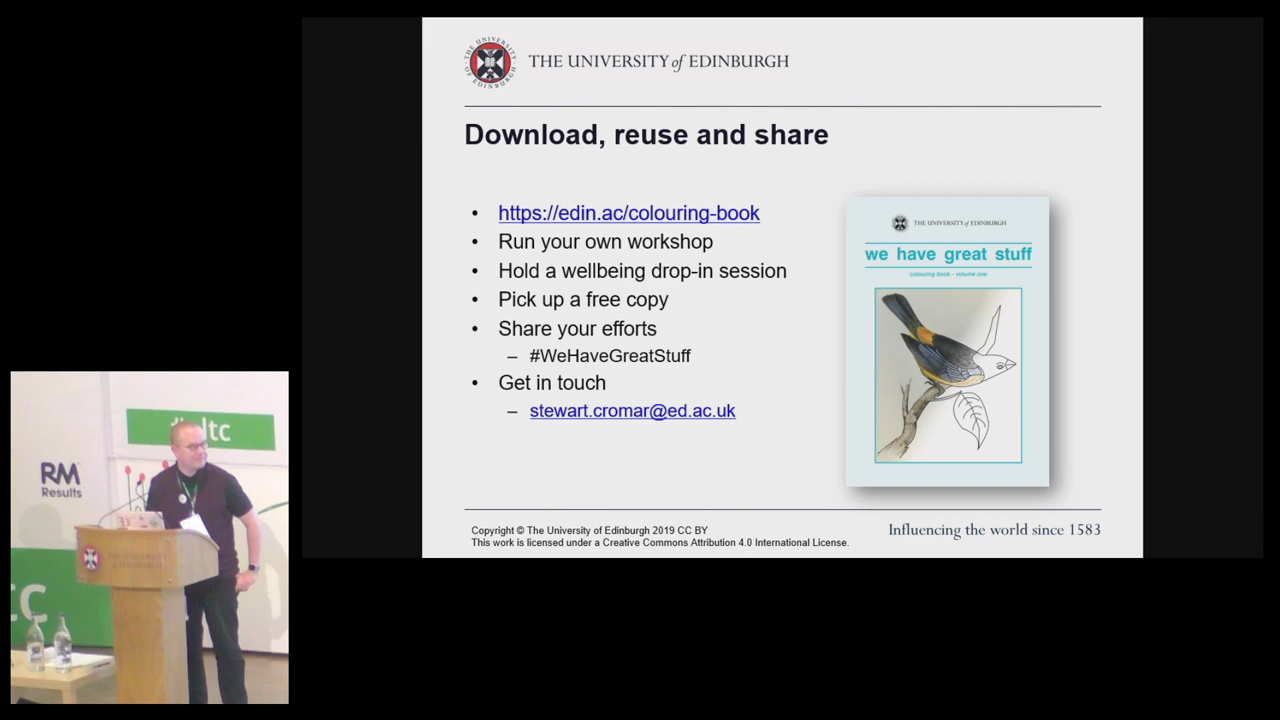 THE UNIVERSITY of EDINBURGH
Download, reuse and share
• https://edin.ac/colouring-book
• Run your own workshop
• Hold a wellbeing drop-in session
• Pick up a free copy
• Share your efforts
– #WeHaveGreatStuff
• Get in touch
– stewart.cromar@ed.ac.uk
THE UNIVERSITY of EDINBURGH
we have great stuff
colouring book - volume one
Copyright © The University of Edinburgh 2019 CC BY
This work is licensed under a Creative Commons Attribution 4.0 International License.
Influencing the world since 1583
RM
Results
THE UNIVERSITY
of EDINBURGH